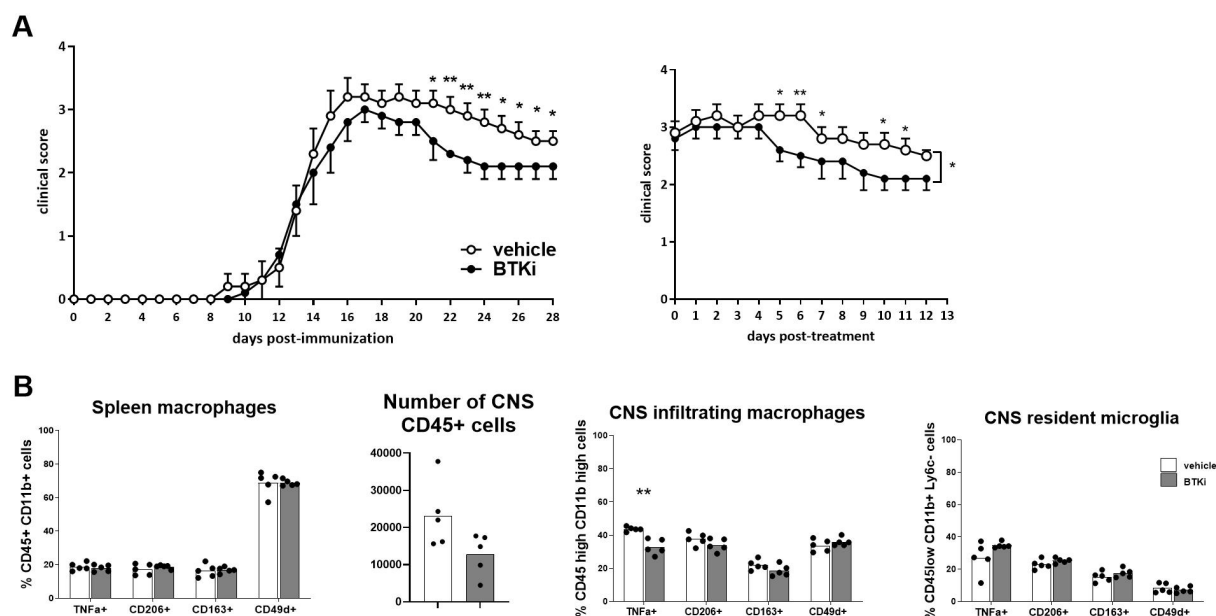 A
4
3
2
1
0
clinical score
* ** ** ** * * * *
vehicle
BTKi
0 2 4 6 8 10 12 14 16 18 20 22 24 26 28
days post-immunization
4
3
2
1
0
clinical score
* ** * * *
*
0 1 2 3 4 5 6 7 8 9 10 11 12 13
days post-treatment
B
Spleen macrophages
% CD45+ CD11b+ cells
100
80
60
40
20
0
TNFa+ CD206+ CD163+ CD49d+
Number of CNS
CD45+ cells
40000
30000
20000
10000
0
CNS infiltrating macrophages
% CD45 high CD11b high cells
100
80
60
40
20
0
**
TNFa+ CD206+ CD163+ CD49d+
CNS resident microglia
% CD45low CD11b+ Ly6c- cells
100
80
60
40
20
0
vehicle
BTKi
TNFa+ CD206+ CD163+ CD49d+